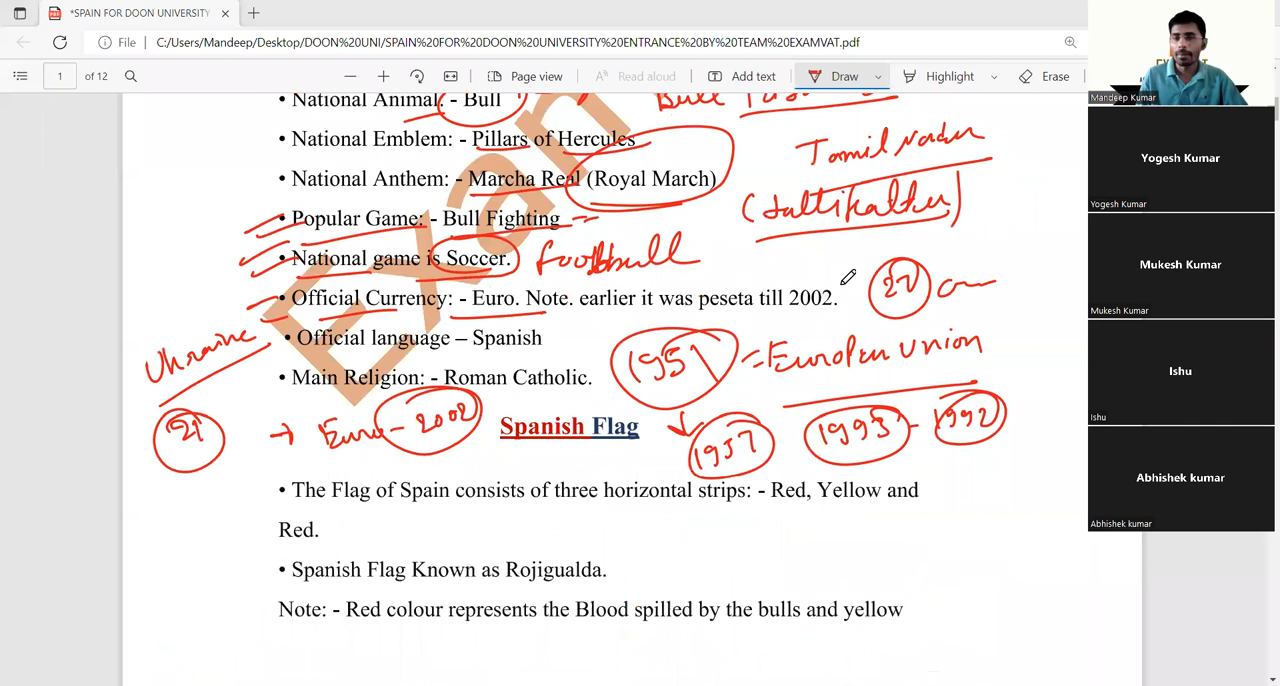 *SPAIN FOR DOON UNIVERSITY
File C:/Users/Mandeep/Desktop/DOON%20UNI/SPAIN%20FOR%20DOON%20UNIVERSITY%20ENTRANCE%20BY%20TEAM%20EXAMVAT.pdf
1 of 12 Page view Read aloud Add text Draw Highlight Erase
Mandeep Kumar
• National Animal: - Bull
Bull
• National Emblem: - Pillars of Hercules
Tamil Nadu
• National Anthem: - Marcha Real (Royal March)
• Popular Game: - Bull Fighting
• National game is Soccer.
• Official Currency: - Euro. Note. earlier it was peseta till 2002.
Ukraine
• Official language – Spanish
1951
• Main Religion: - Roman Catholic.
Euro - 2002
Spanish Flag
1957
1993 - 1992
• The Flag of Spain consists of three horizontal strips: - Red, Yellow and
Red.
• Spanish Flag Known as Rojigualda.
Note: - Red colour represents the Blood spilled by the bulls and yellow
Exam
Yogesh Kumar
Yogesh Kumar
Mukesh Kumar
Mukesh Kumar
Ishu
Ishu
Abhishek kumar
Abhishek kumar